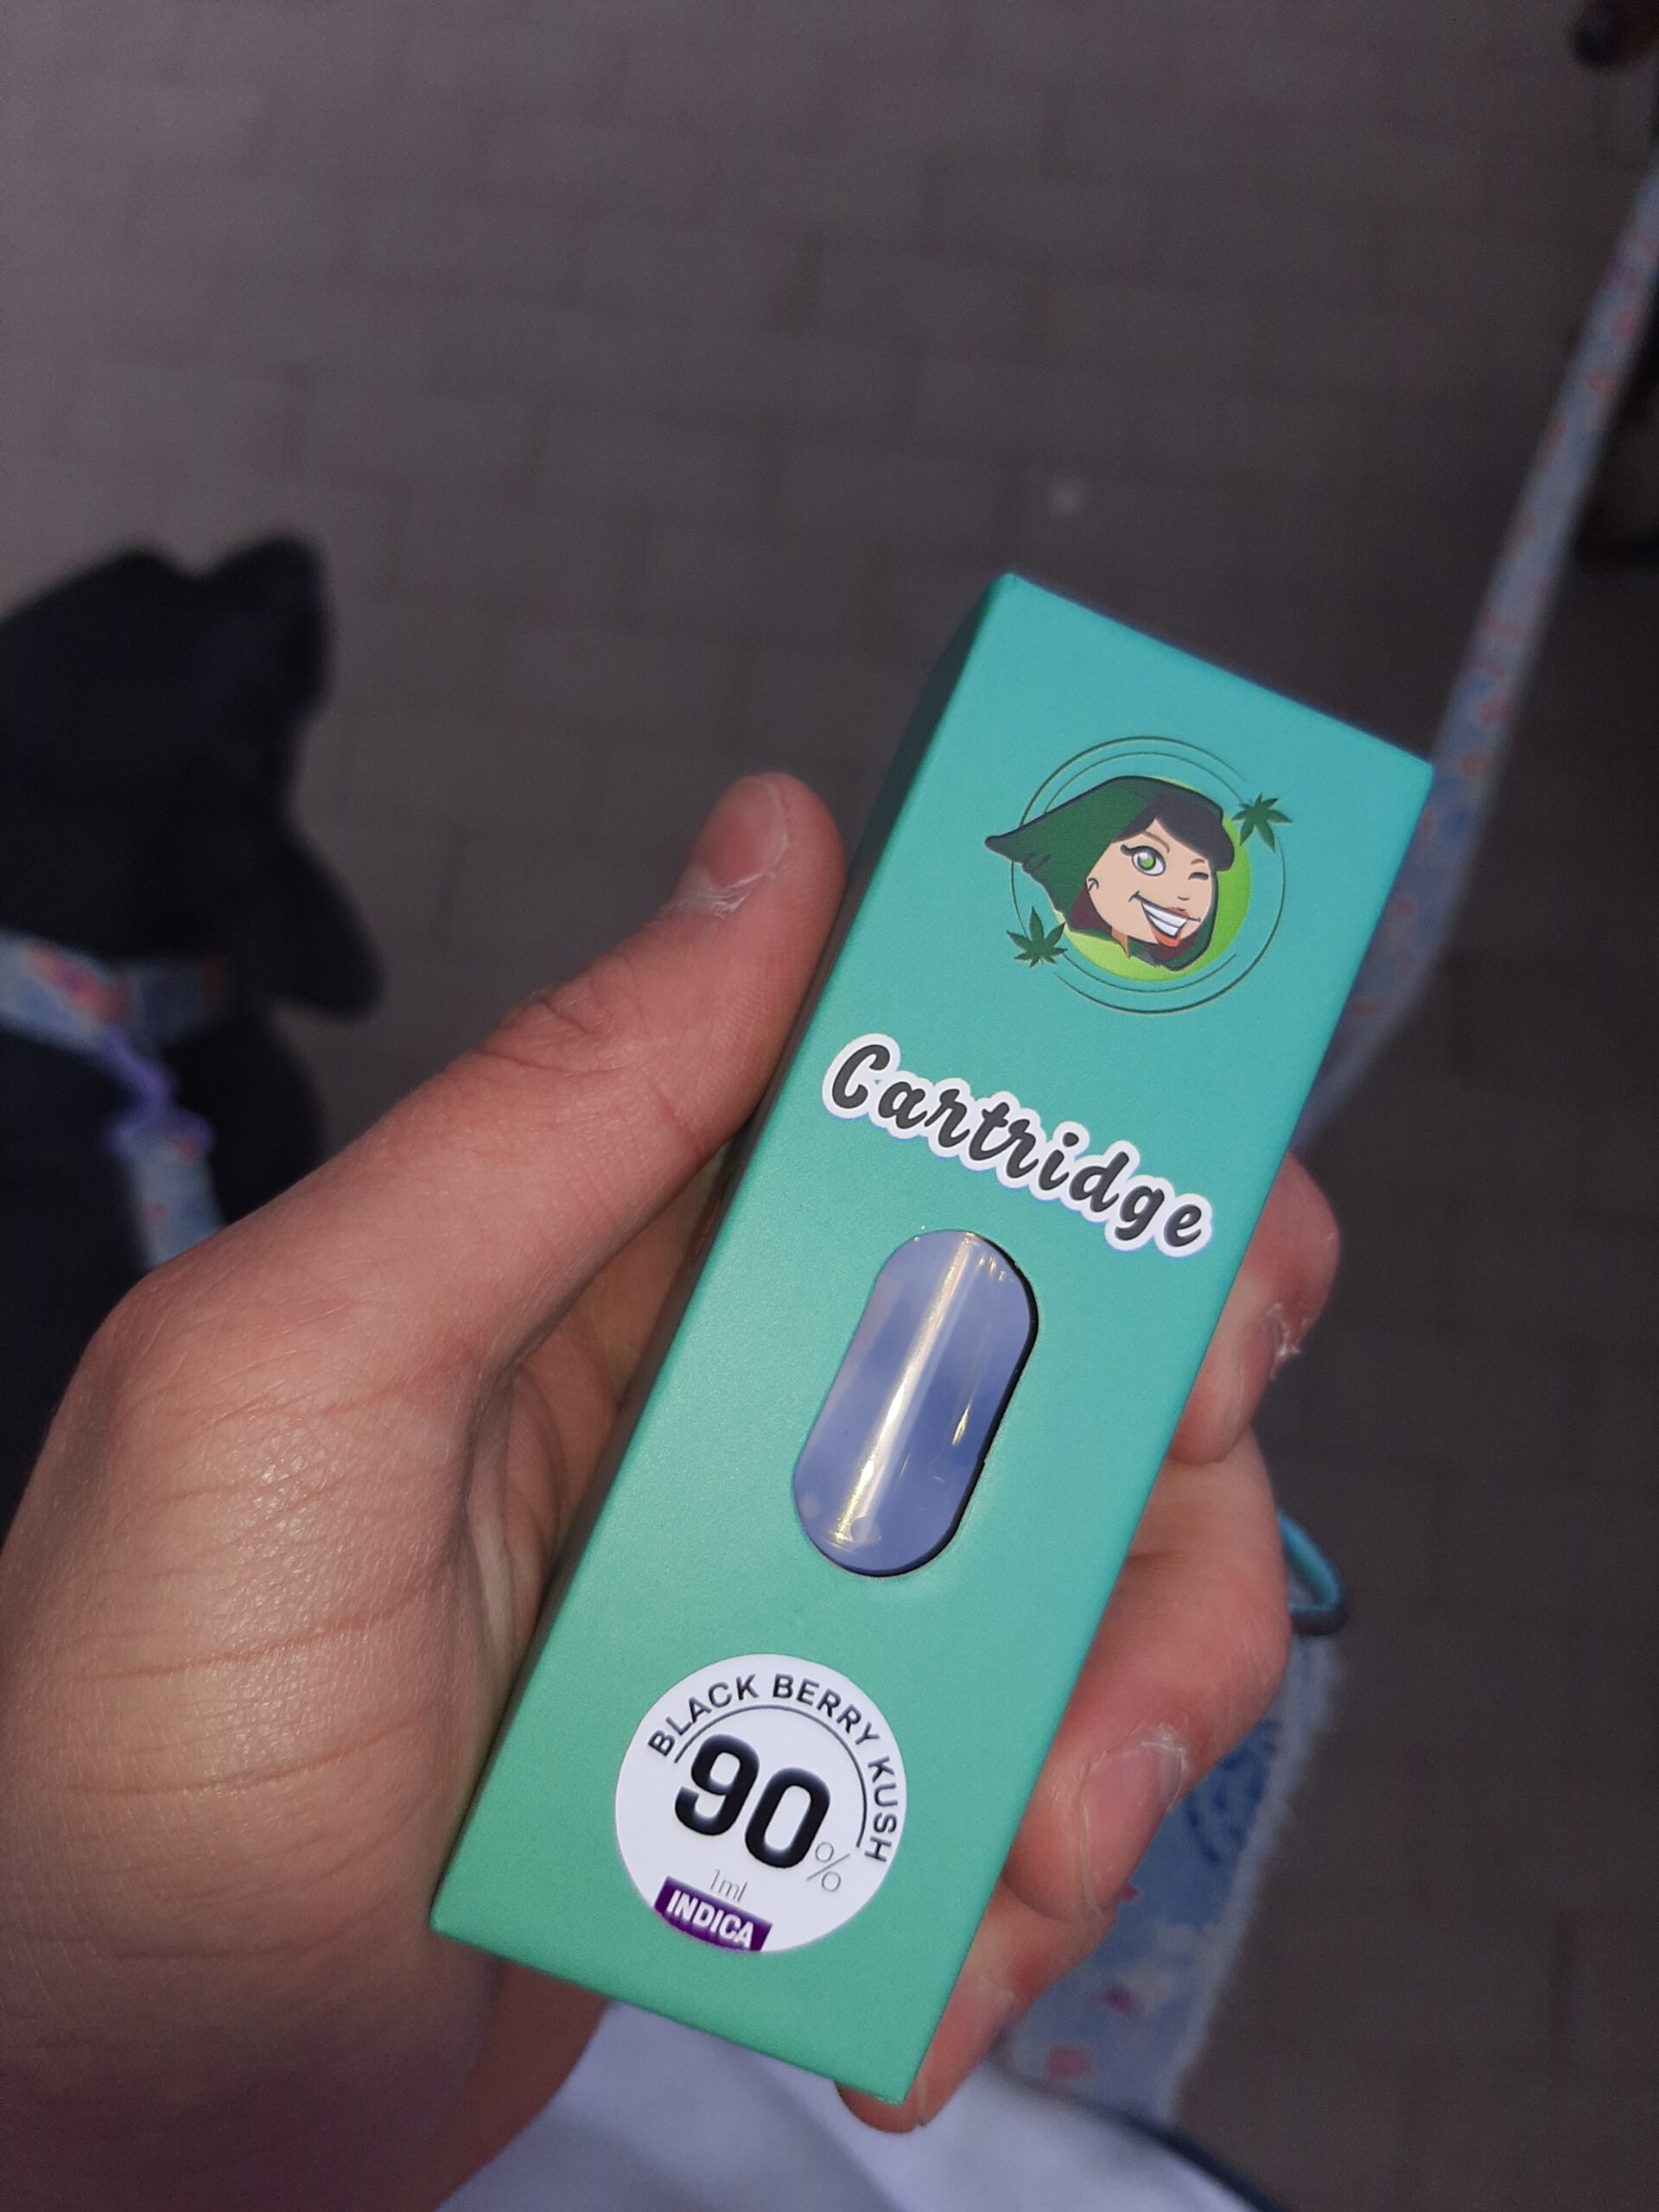 Cartridge
BLACK BERRY KUSH
90%
1ml
INDICA